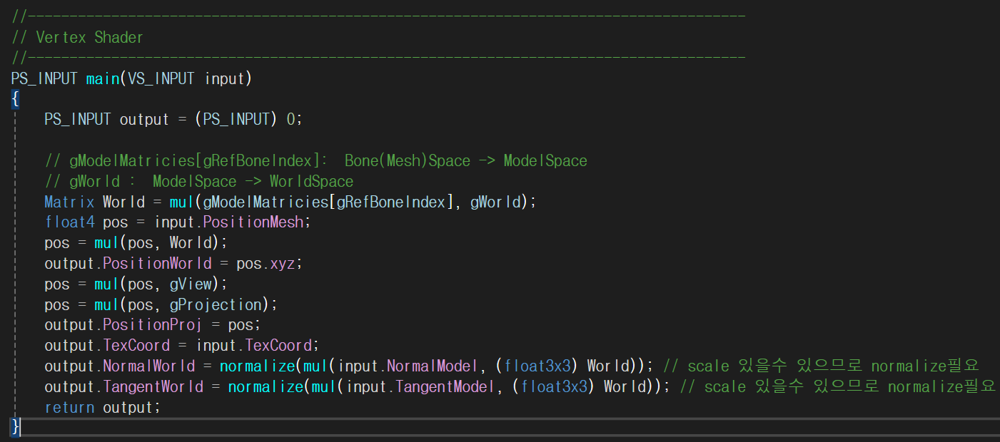 //--------------------------------------------------------------------------------------
// Vertex Shader
//--------------------------------------------------------------------------------------
PS_INPUT main(VS_INPUT input)
{
    PS_INPUT output = (PS_INPUT) 0;
    // gModelMatricies[gRefBoneIndex]:  Bone(Mesh)Space -> ModelSpace
    // gWorld :  ModelSpace -> WorldSpace
    Matrix World = mul(gModelMatricies[gRefBoneIndex], gWorld);
    float4 pos = input.PositionMesh;
    pos = mul(pos, World);
    output.PositionWorld = pos.xyz;
    pos = mul(pos, gView);
    pos = mul(pos, gProjection);
    output.PositionProj = pos;
    output.TexCoord = input.TexCoord;
    output.NormalWorld = normalize(mul(input.NormalModel, (float3x3) World)); // scale 있을수 있으므로 normalize필요
    output.TangentWorld = normalize(mul(input.TangentModel, (float3x3) World)); // scale 있을수 있으므로 normalize필요
    return output;
}